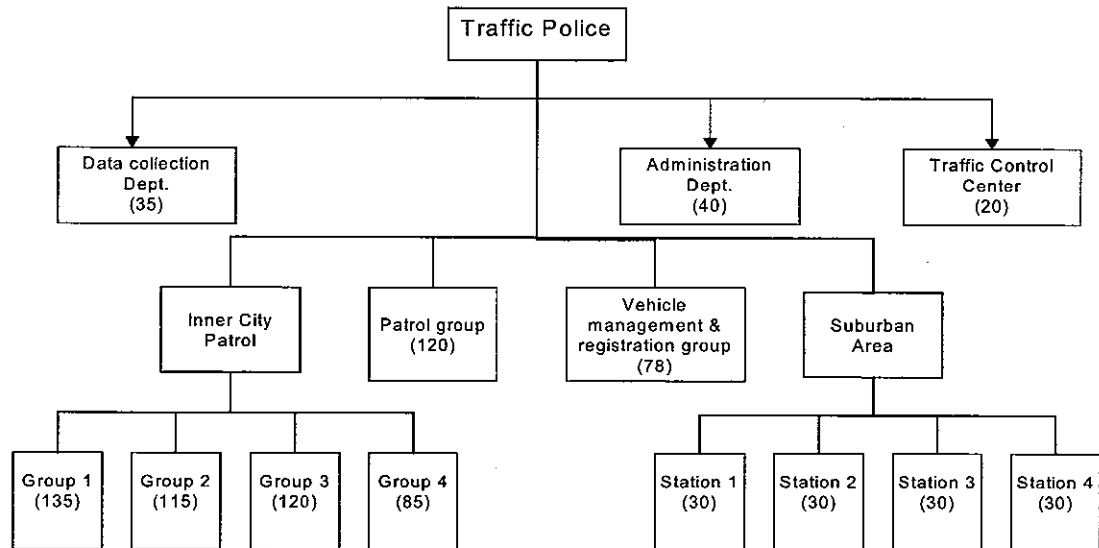 Traffic Police
Data collection
Dept.
(35)
Administration
Dept.
(40)
Traffic Control
Center
(20)
Inner City
Patrol
Patrol group
(120)
Vehicle
management &
registration group
(78)
Suburban
Area
Group 1
(135)
Group 2
(115)
Group 3
(120)
Group 4
(85)
Station 1
(30)
Station 2
(30)
Station 3
(30)
Station 4
(30)